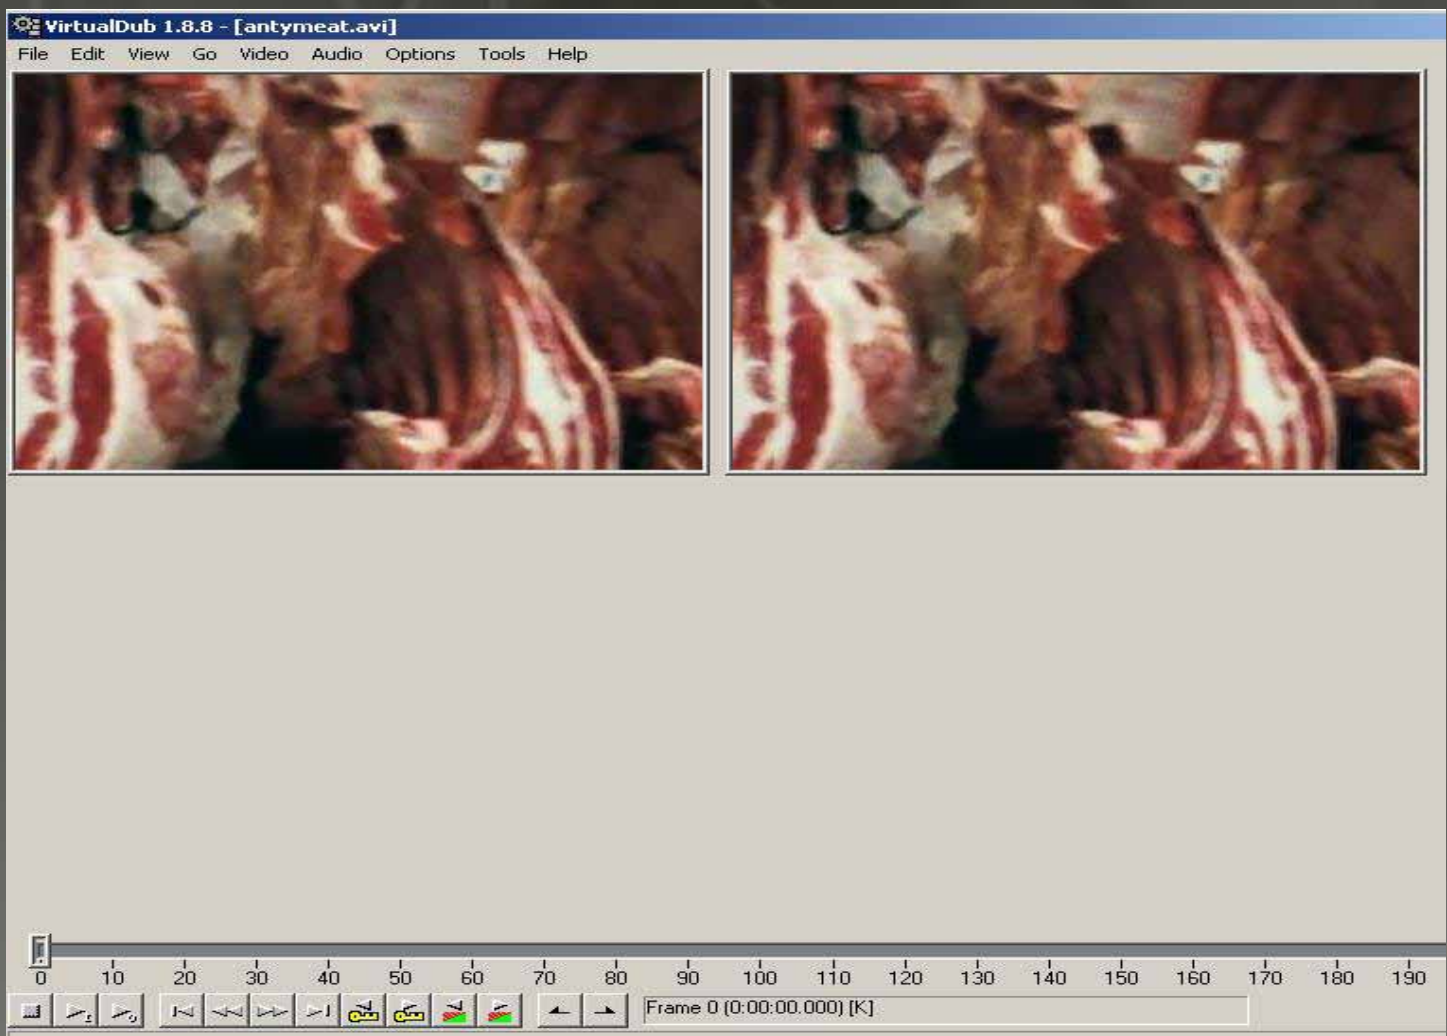 VirtualDub 1.8.8 - [antymeat.avi]
File Edit View Go Video Audio Options Tools Help
0 10 20 30 40 50 60 70 80 90 100 110 120 130 140 150 160 170 180 190
Frame 0 (0:00:00.000) [K]